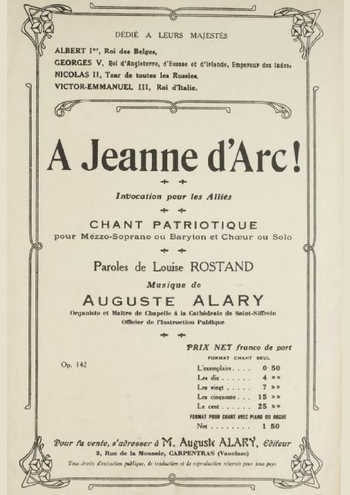 DÉDIÉ A LEURS MAJESTÉS
ALBERT Ier, Roi des Belges,
GEORGES V, Roi d'Angleterre, d'Ecosse et d'Irlande, Empereur des Indes.
NICOLAS II, Tsar de toutes les Russies.
VICTOR-EMMANUEL III, Roi d'Italie.
A Jeanne d'Arc!
Invocation pour les Alliés
CHANT PATRIOTIQUE
pour Mezzo-Soprano ou Baryton et Chœur ou Solo
Paroles de Louise ROSTAND
Musique de
AUGUSTE ALARY
Organiste et Maître de Chapelle à la Cathédrale de Saint-Siffrein
Officier de l'Instruction Publique
PRIX NET franco de port
FORMAT CHANT SEUL
Op. 142
L'exemplaire.... 0 50
Les dix...... 4 »»
Les vingt..... 7 »»
Les cinquante... 15 »»
Le cent...... 25 »»
FORMAT POUR CHANT AVEC PIANO OU ORGUE
Net........ 1 50
Pour la vente, s'adresser à M. Auguste ALARY, Editeur
2, Rue de la Monnaie, CARPENTRAS (Vaucluse)
Tous droits d'exécution publique, de traduction et de reproduction réservés pour tous pays